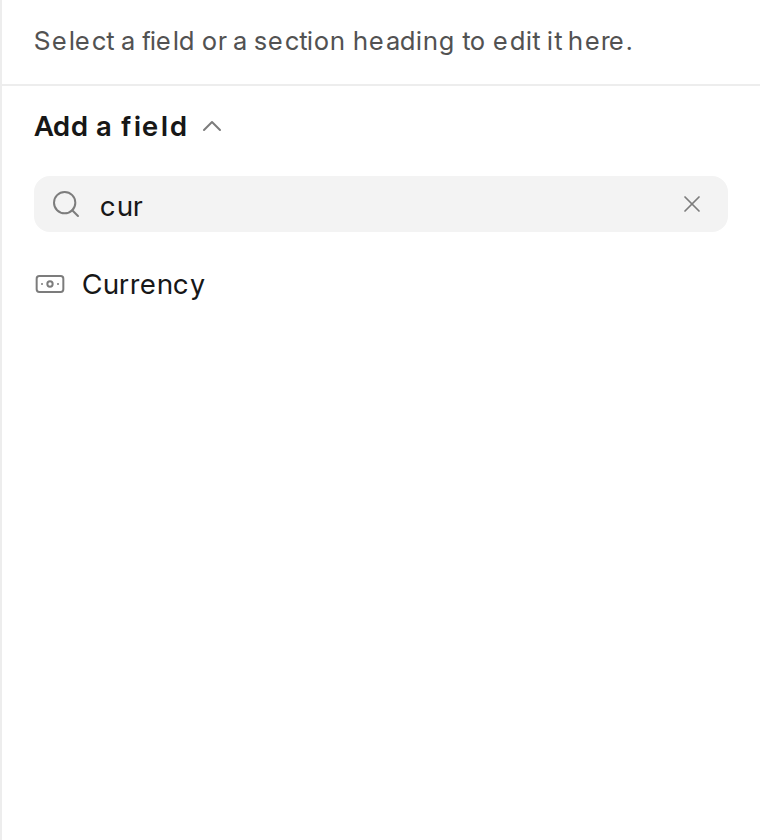 Select a field or a section heading to edit it here.
Add a field
cur
Currency